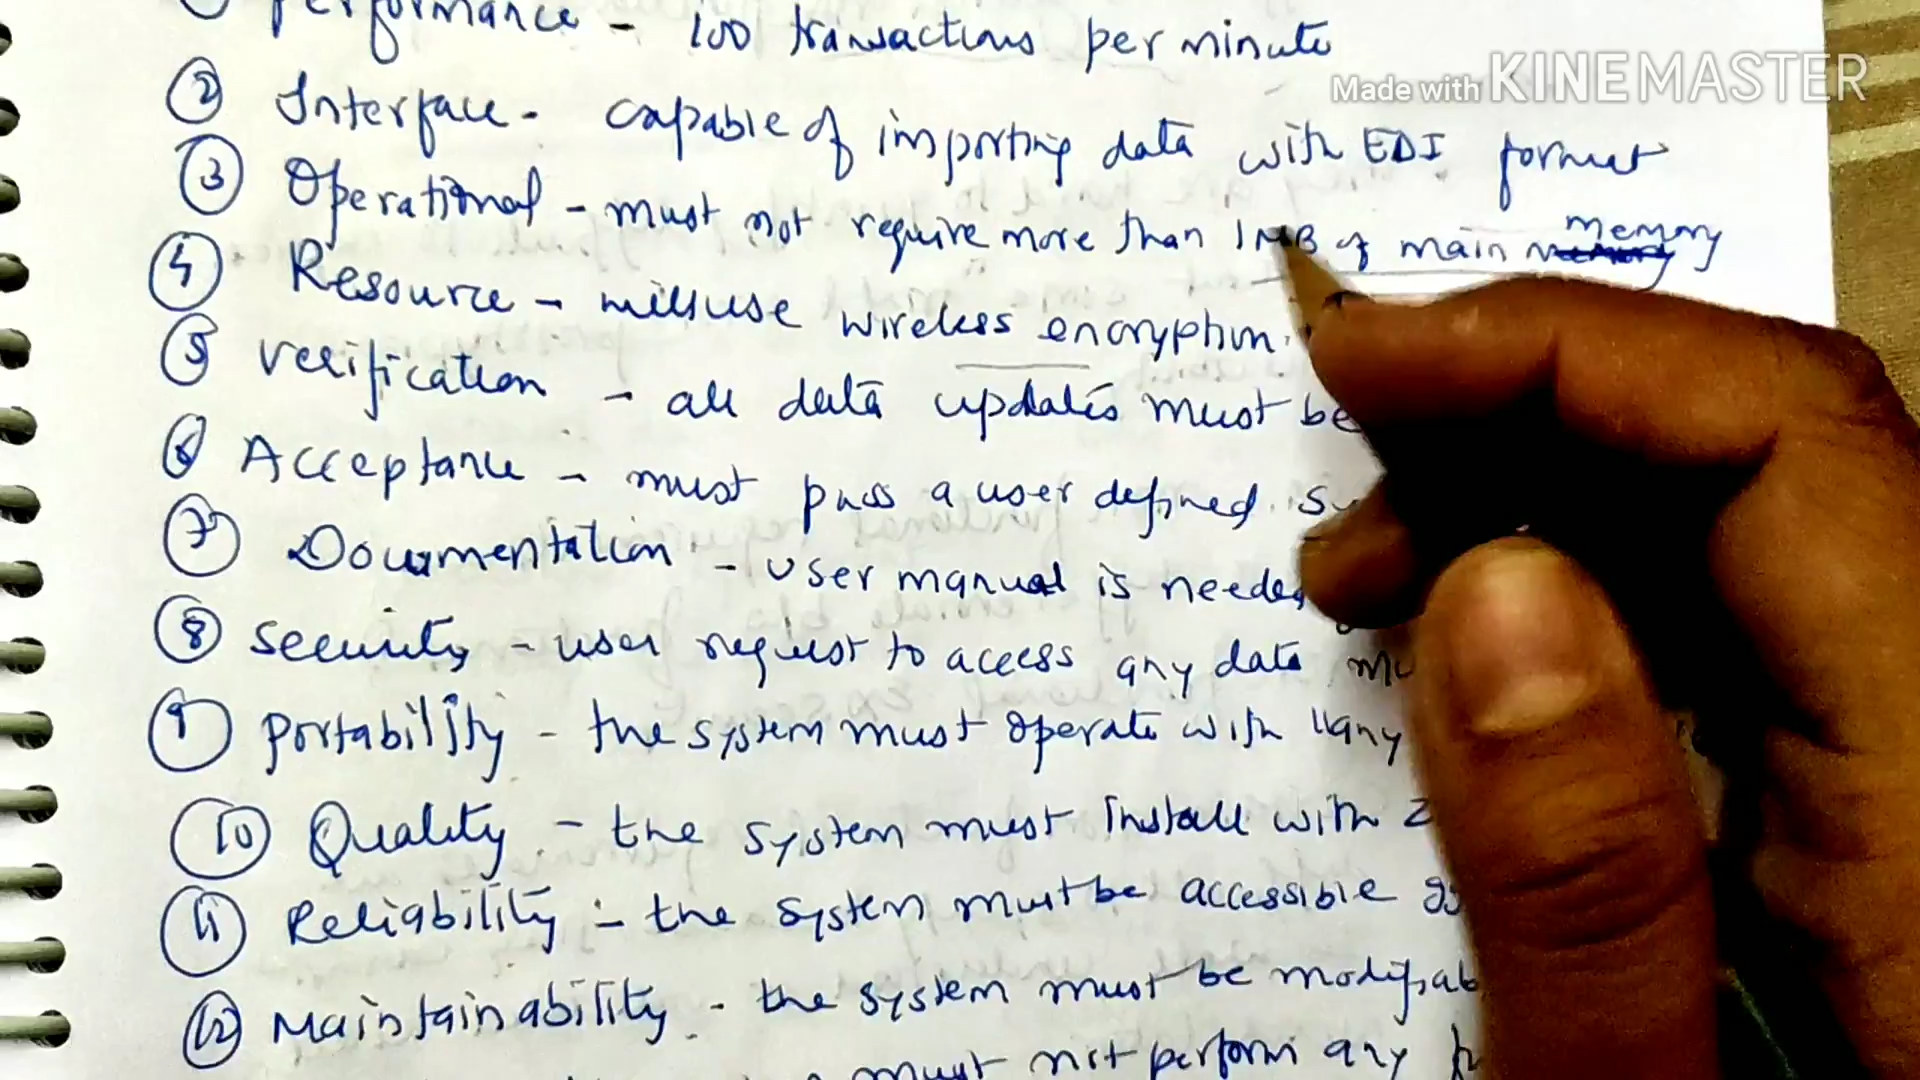 Performance - 100 transactions per minute
Made with KINEMASTER
② Interface - capable of importing data with EDI format
③ Operational - must not require more than 1 MB of main memory
④ Resource - must use wireless encryption.
⑤ Verification - all data updates must be
⑥ Acceptance - must pass a user defined
⑦ Documentation - user manual is needed
⑧ Security - user request to access any data
⑨ Portability - the system must operate with "any
⑩ Quality - the system must install with
⑪ Reliability :- the system must be accessible
⑫ Maintainability - the system must be
must not perform any